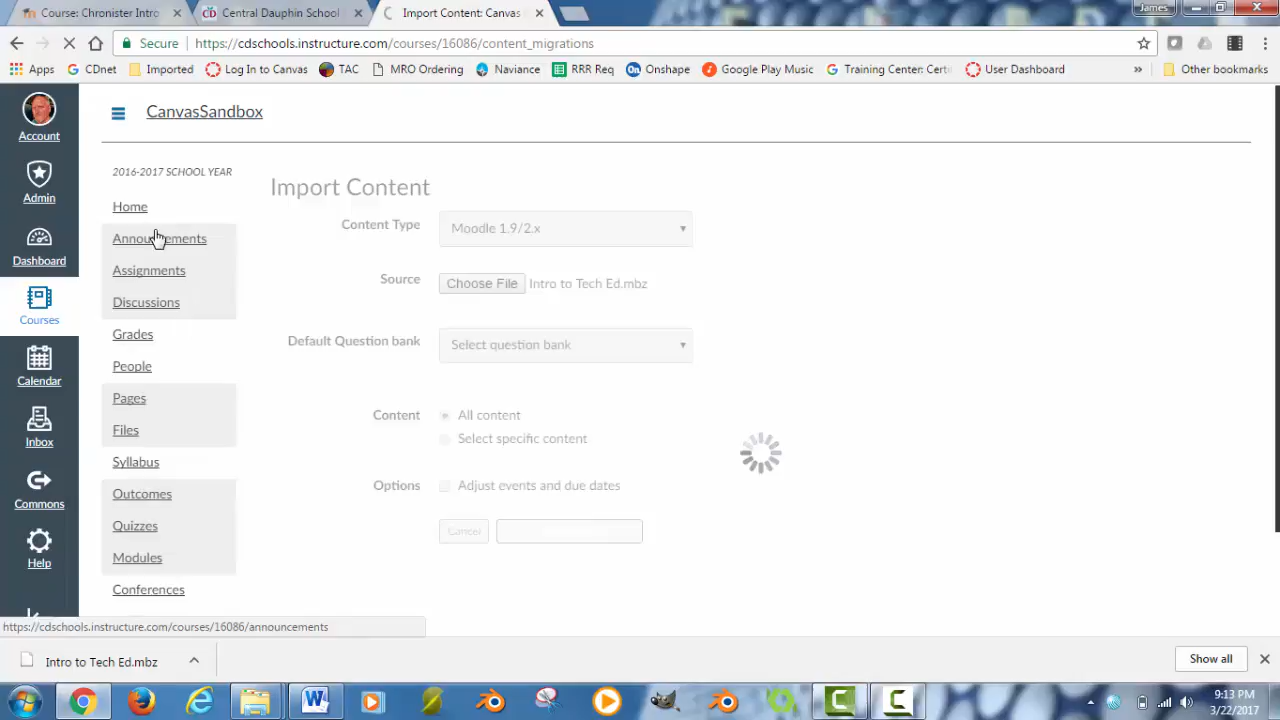 Course: Chronister Intro
Central Dauphin School
Import Content: Canvas
James
Secure
https://cdschools.instructure.com/courses/16086/content_migrations
Apps
CDnet
Imported
Log In to Canvas
TAC
MRO Ordering
Naviance
RRR Req
Onshape
Google Play Music
Training Center: Certi
User Dashboard
»
Other bookmarks
Account
Admin
Dashboard
Courses
Calendar
Inbox
Commons
Help
CanvasSandbox
2016-2017 SCHOOL YEAR
Home
Announcements
Assignments
Discussions
Grades
People
Pages
Files
Syllabus
Outcomes
Quizzes
Modules
Conferences
Import Content
Content Type
Moodle 1.9/2.x
Source
Choose File Intro to Tech Ed.mbz
Default Question bank
Select question bank
Content
All content
Select specific content
Options
Adjust events and due dates
Cancel
https://cdschools.instructure.com/courses/16086/announcements
Intro to Tech Ed.mbz
Show all
9:13 PM
3/22/2017